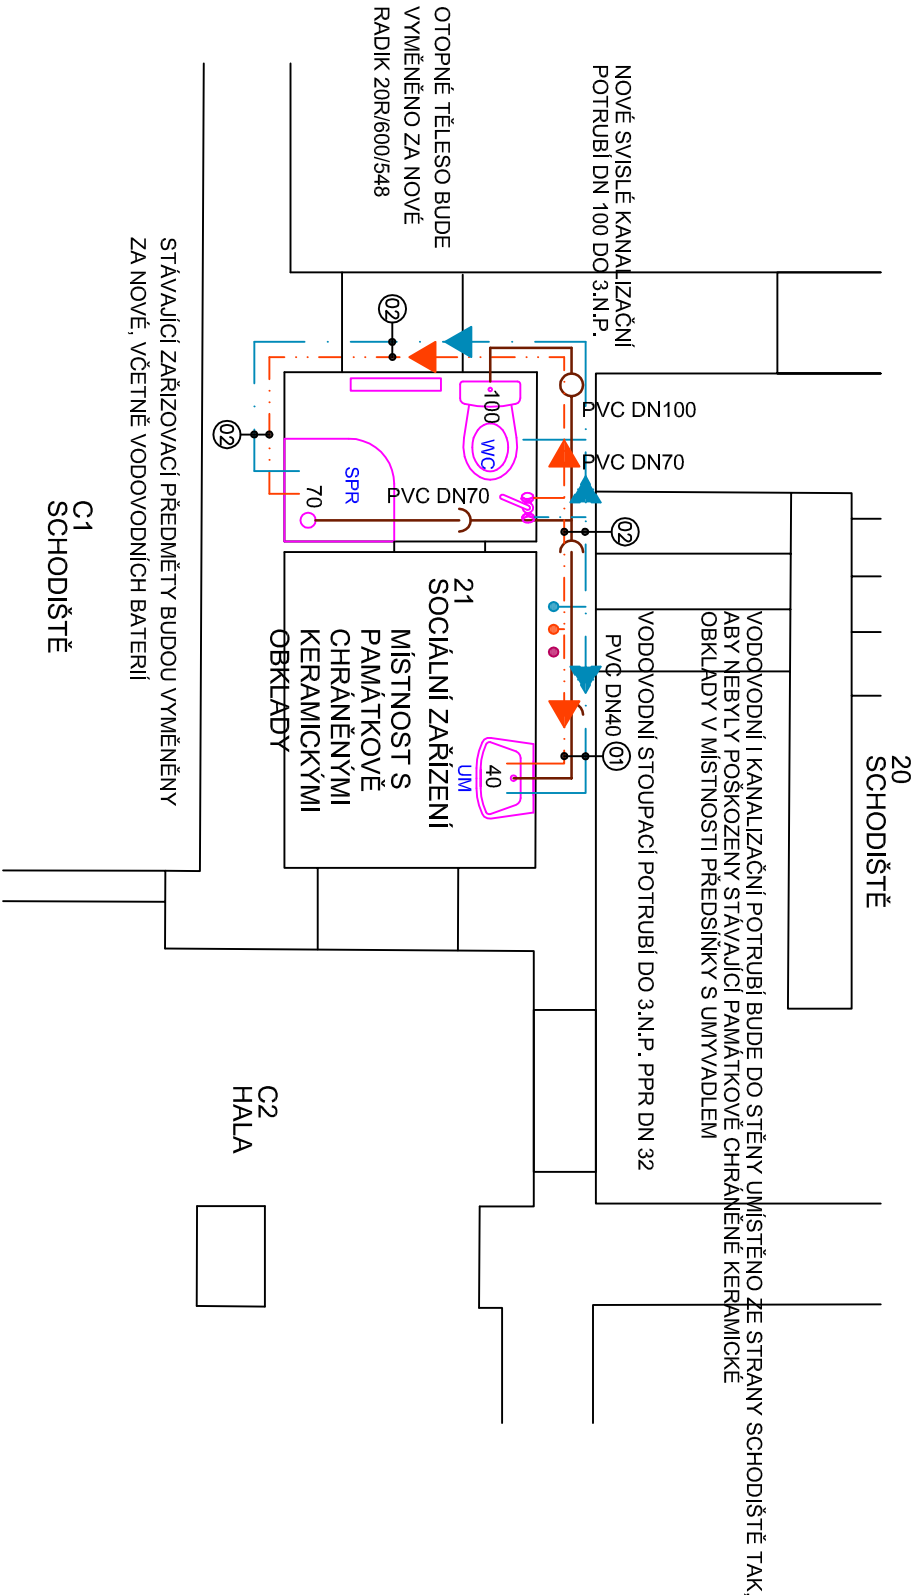 OTOPNÉ TĚLESO BUDE
VYMĚNĚNO ZA NOVÉ
RADIK 20R/600/548
NOVÉ SVISLÉ KANALIZAČNÍ
POTRUBÍ DN 100 DO 3.N.P.
STÁVAJÍCÍ ZAŘIZOVACÍ PŘEDMĚTY BUDOU VYMĚNĚNY
ZA NOVÉ, VČETNĚ VODOVODNÍCH BATERIÍ
02
02
100
WC
SPR
70
PVC DN70
PVC DN100
PVC DN70
02
C1
SCHODIŠTĚ
21
SOCIÁLNÍ ZAŘÍZENÍ
MÍSTNOST S
PAMÁTKOVĚ
CHRÁNĚNÝMI
KERAMICKÝMI
OBKLADY
UM
40
PVC DN40
01
VODOVODNÍ STOUPACÍ POTRUBÍ DO 3.N.P. PPR DN 32
VODOVODNÍ I KANALIZAČNÍ POTRUBÍ BUDE DO STĚNY UMÍSTĚNO ZE STRANY SCHODIŠTĚ TAK,
ABY NEBYLY POŠKOZENY STÁVAJÍCÍ PAMÁTKOVĚ CHRÁNĚNÉ KERAMICKÉ
OBKLADY V MÍSTNOSTI PŘEDSÍŇKY S UMYVADLEM
20
SCHODIŠTĚ
C2
HALA